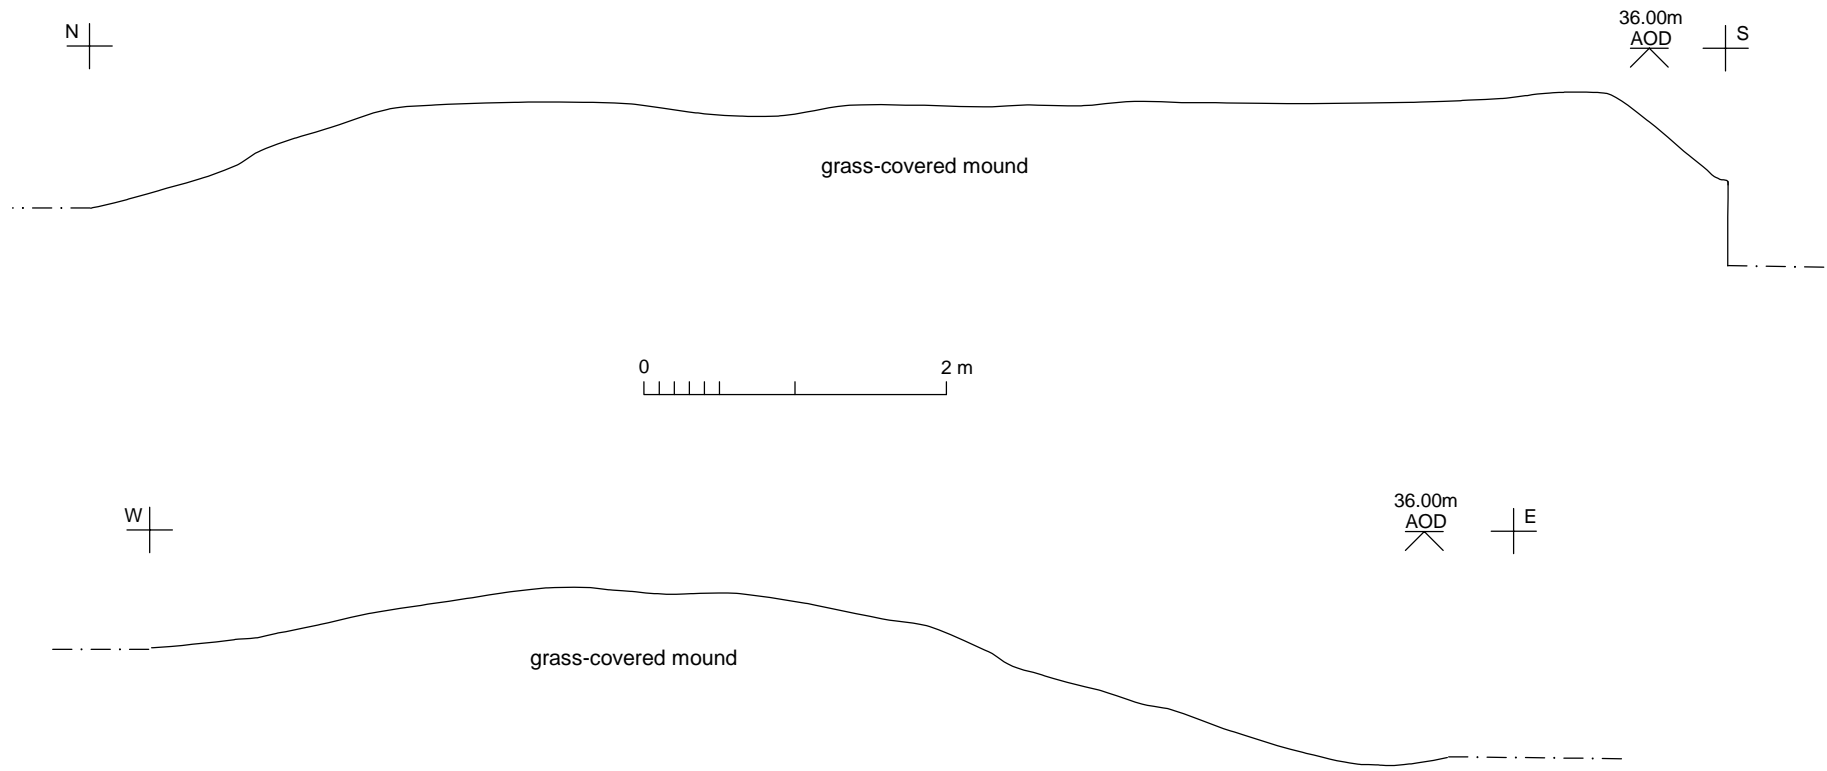 N
36.00m
AOD
S
grass-covered mound
0
2 m
W
36.00m
AOD
E
grass-covered mound